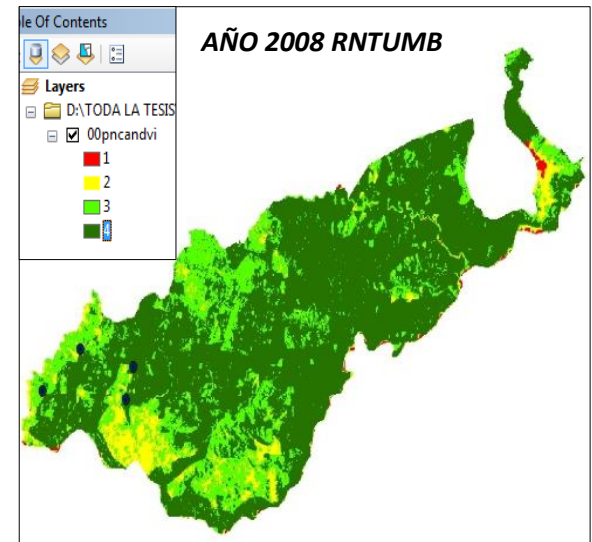 le Of Contents
AÑO 2008 RNTUMB
Layers
D:\TODA LA TESIS
00pncandvi
1
2
3
4